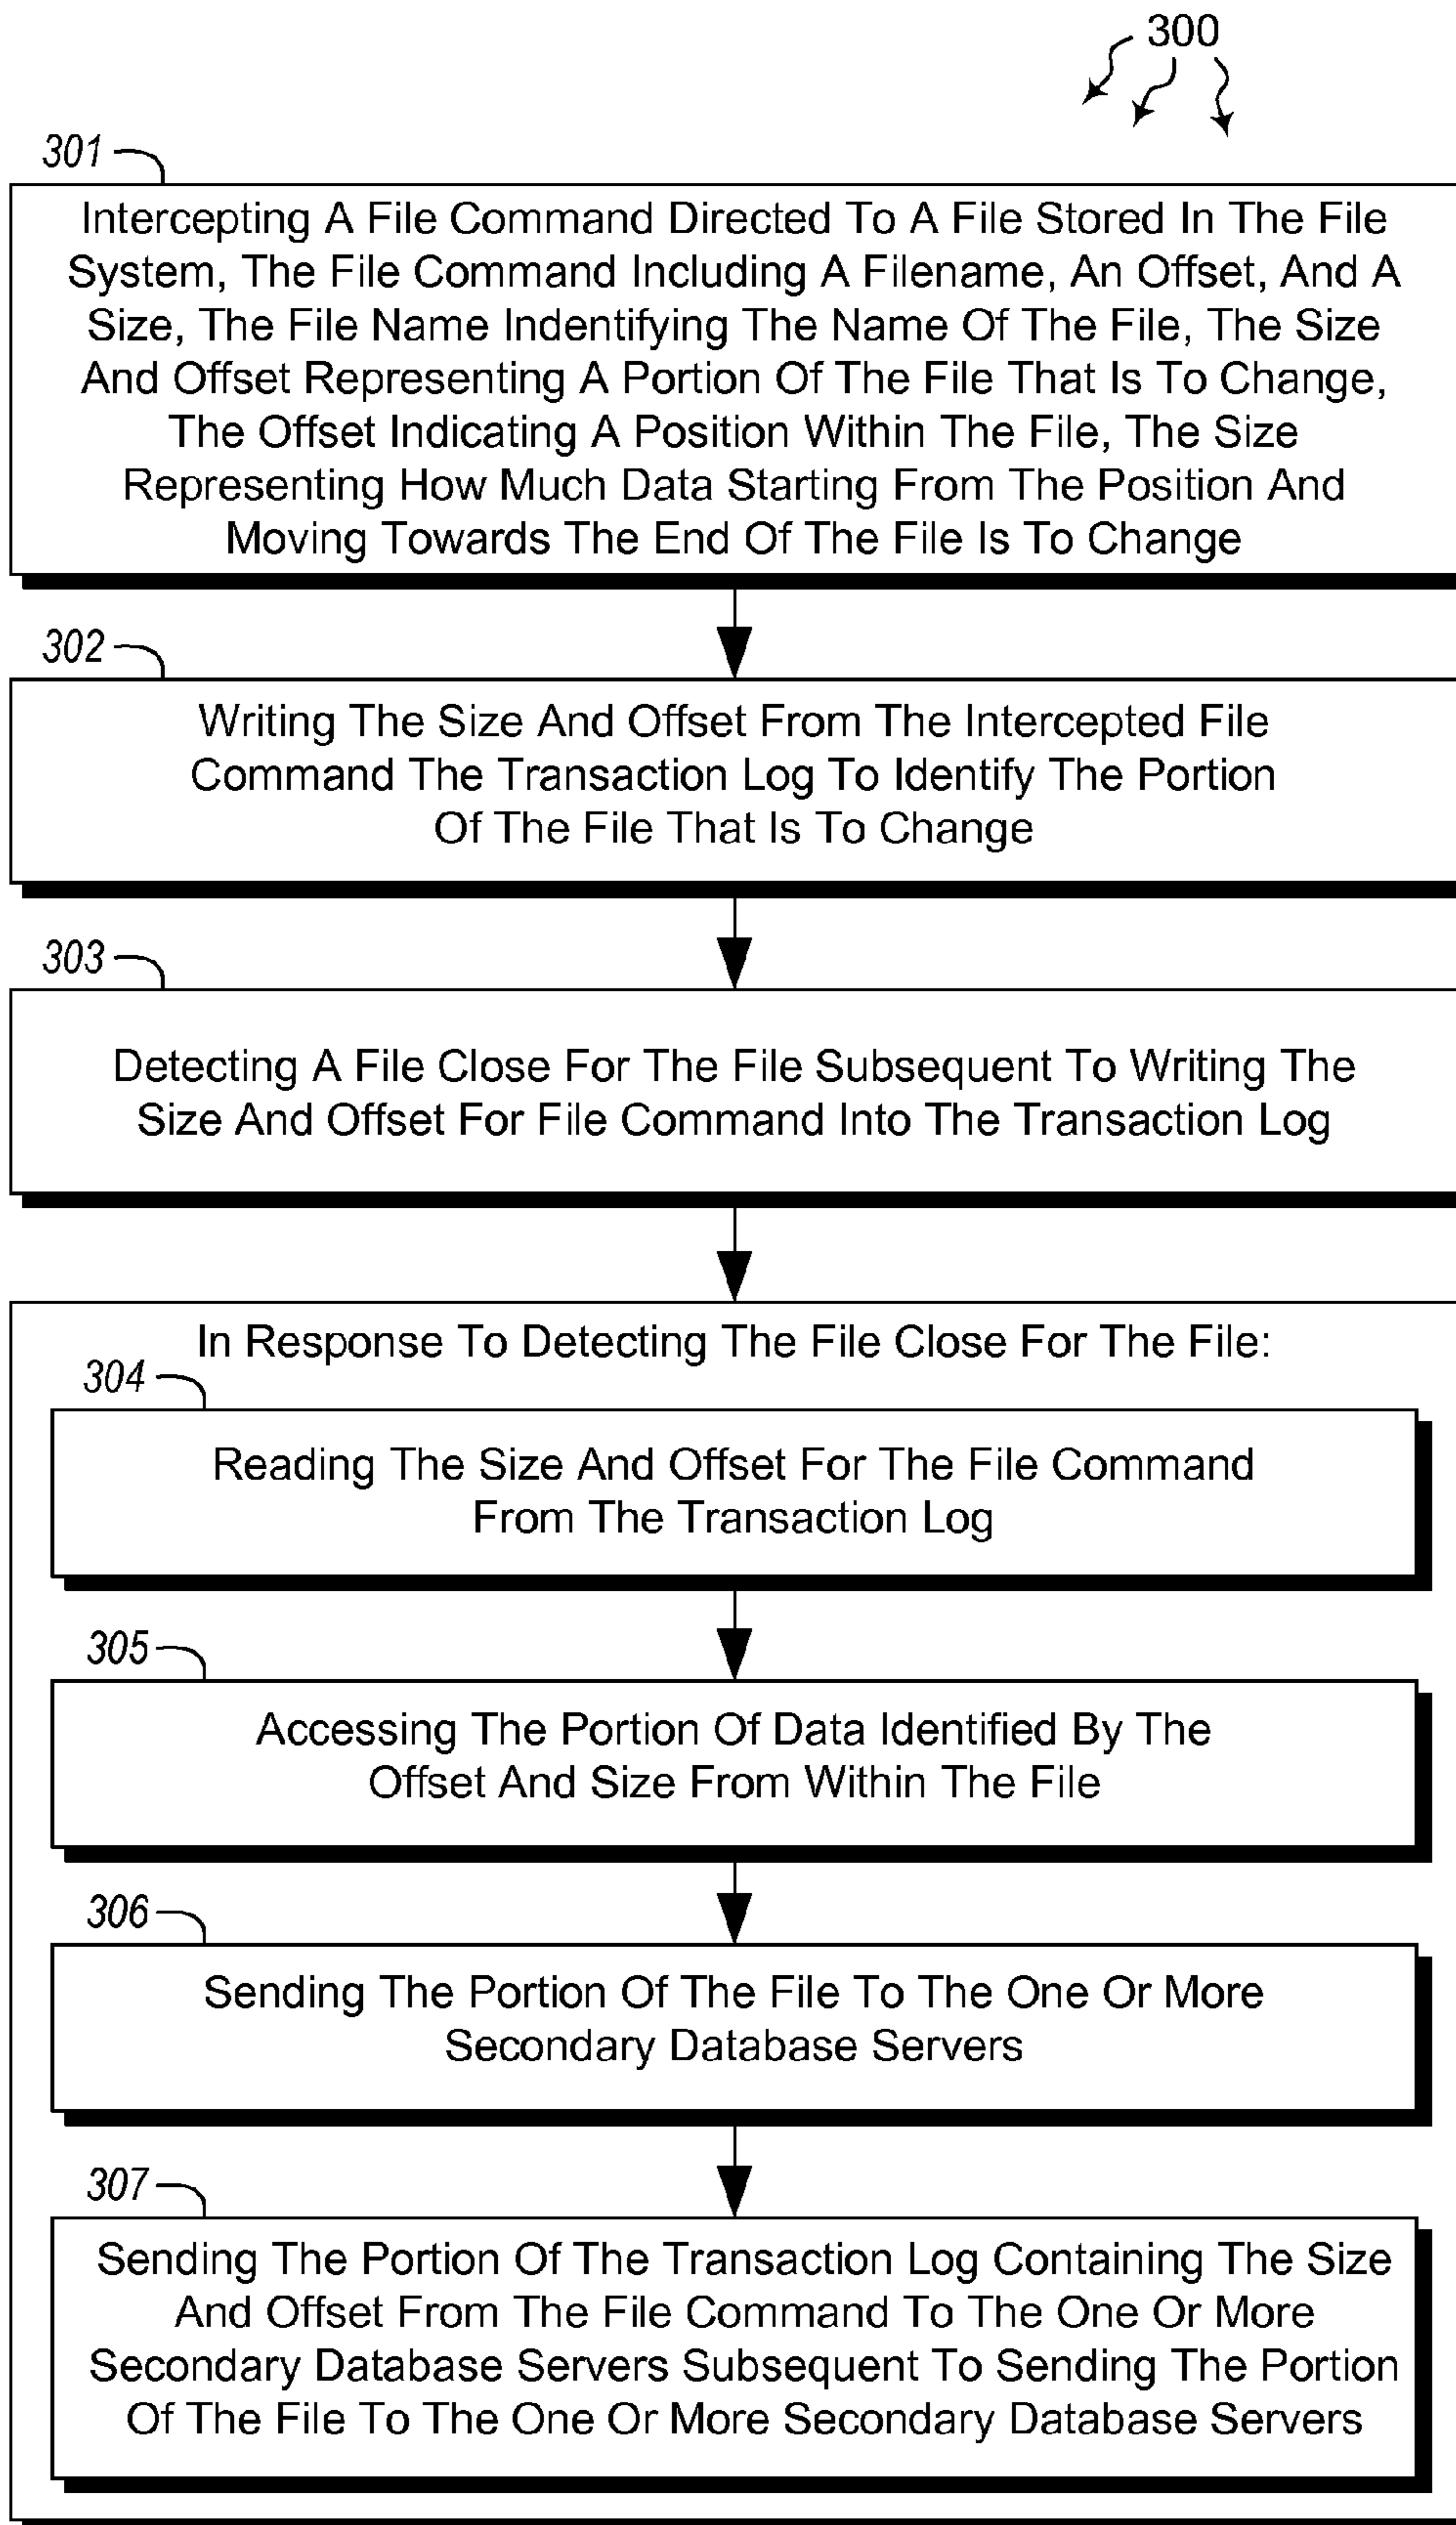 300
301
Intercepting A File Command Directed To A File Stored In The File
System, The File Command Including A Filename, An Offset, And A
Size, The File Name Indentifying The Name Of The File, The Size
And Offset Representing A Portion Of The File That Is To Change,
The Offset Indicating A Position Within The File, The Size
Representing How Much Data Starting From The Position And
Moving Towards The End Of The File Is To Change
302
Writing The Size And Offset From The Intercepted File
Command The Transaction Log To Identify The Portion
Of The File That Is To Change
303
Detecting A File Close For The File Subsequent To Writing The
Size And Offset For File Command Into The Transaction Log
In Response To Detecting The File Close For The File:
304
Reading The Size And Offset For The File Command
From The Transaction Log
305
Accessing The Portion Of Data Identified By The
Offset And Size From Within The File
306
Sending The Portion Of The File To The One Or More
Secondary Database Servers
307
Sending The Portion Of The Transaction Log Containing The Size
And Offset From The File Command To The One Or More
Secondary Database Servers Subsequent To Sending The Portion
Of The File To The One Or More Secondary Database Servers